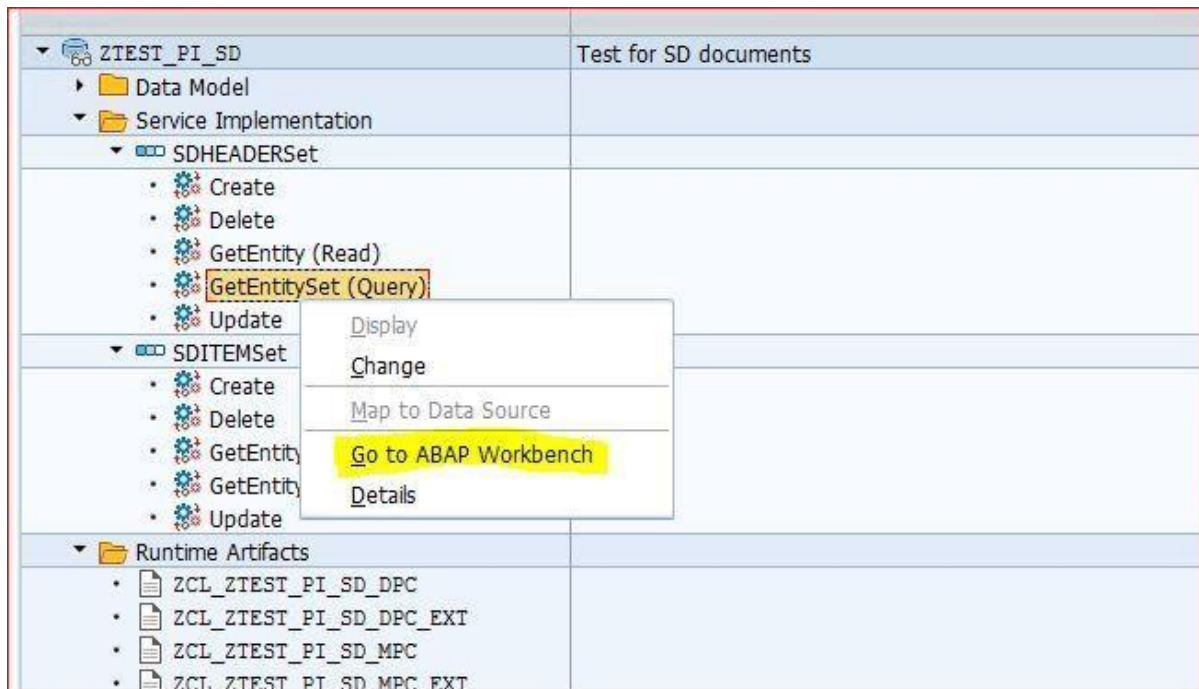 ZTEST_PI_SD Test for SD documents
Data Model
Service Implementation
SDHEADERSet
Create
Delete
GetEntity (Read)
GetEntitySet (Query)
Update
SDITEMSet
Create
Delete
GetEntity
GetEntity
Update
Display
Change
Map to Data Source
Go to ABAP Workbench
Details
Runtime Artifacts
ZCL_ZTEST_PI_SD_DPC
ZCL_ZTEST_PI_SD_DPC_EXT
ZCL_ZTEST_PI_SD_MPC
ZCL_ZTEST_PI_SD_MPC_EXT